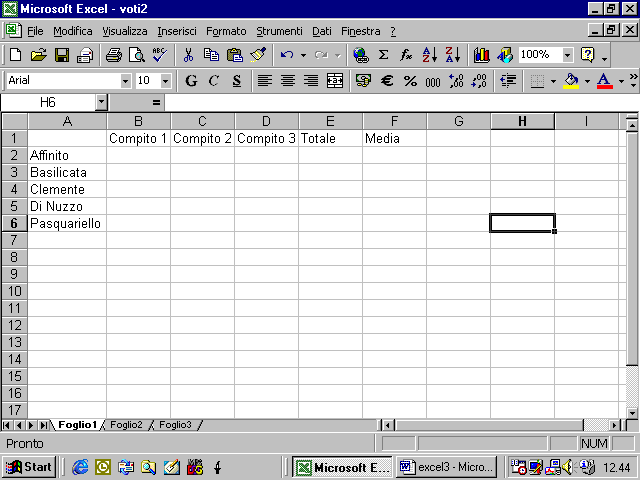 Microsoft Excel - voti2
File Modifica Visualizza Inserisci Formato Strumenti Dati Finestra ?
100%
Arial 10 G C S € % 000
H6 =
A B C D E F G H I
1 Compito 1 Compito 2 Compito 3 Totale Media
2 Affinito
3 Basilicata
4 Clemente
5 Di Nuzzo
6 Pasquariello
7
8
9
10
11
12
13
14
15
16
17
Foglio1 Foglio2 Foglio3
Pronto NUM
Start Microsoft E... excel3 - Micro... 12.44